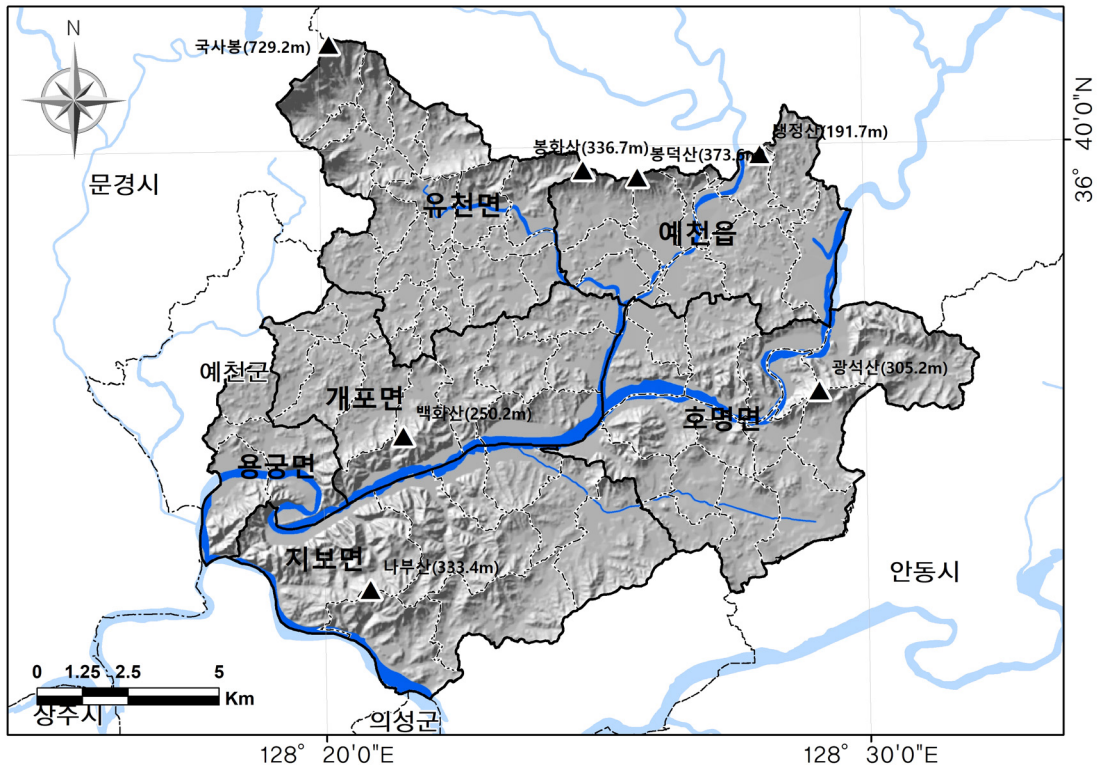 N
국사봉(729.2m)
냉정산(191.7m)
봉화산(336.7m)
봉덕산(373.6m)
40'0"N
36°
문경시
유천면
예천읍
예천군
개포면
광석산(305.2m)
백화산(250.2m)
호명면
용궁면
지보면
나부산(333.4m)
안동시
0 1.25 2.5 5
Km
상주시
의성군
128° 20'0"E
128° 30'0"E